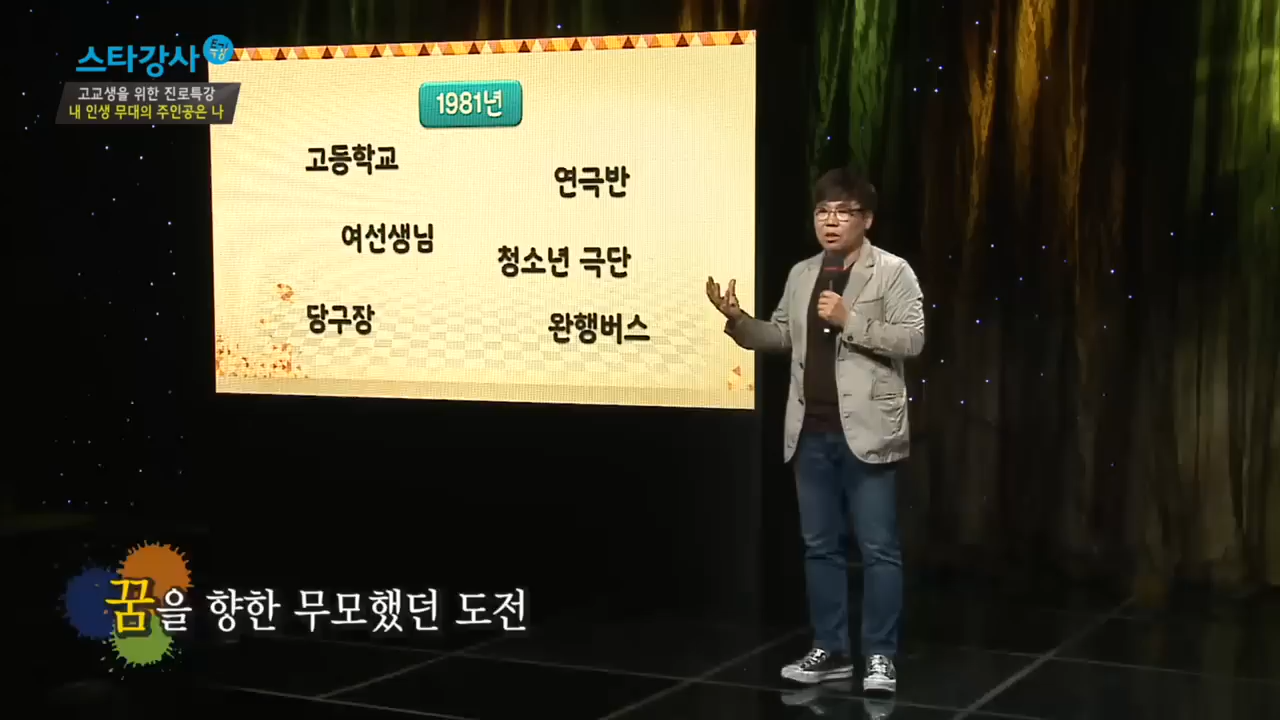 스타강사 특강
고교생을 위한 진로특강
내 인생 무대의 주인공은 나
1981년
고등학교
연극반
여선생님
청소년 극단
당구장
완행버스
꿈을 향한 무모했던 도전